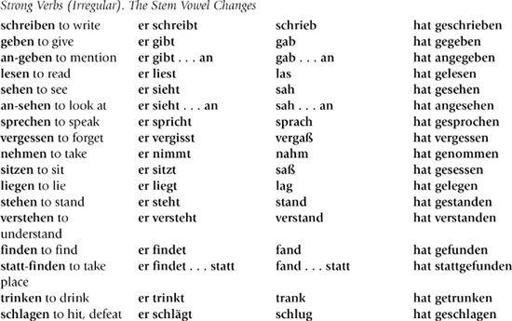 Strong Verbs (Irregular). The Stem Vowel Changes
schreiben to write er schreibt schrieb hat geschrieben
geben to give er gibt gab hat gegeben
an-geben to mention er gibt . . . an gab . . . an hat angegeben
lesen to read er liest las hat gelesen
sehen to see er sieht sah hat gesehen
an-sehen to look at er sieht . . . an sah . . . an hat angesehen
sprechen to speak er spricht sprach hat gesprochen
vergessen to forget er vergisst vergaß hat vergessen
nehmen to take er nimmt nahm hat genommen
sitzen to sit er sitzt saß hat gesessen
liegen to lie er liegt lag hat gelegen
stehen to stand er steht stand hat gestanden
verstehen to er versteht verstand hat verstanden
understand
finden to find er findet fand hat gefunden
statt-finden to take er findet . . . statt fand . . . statt hat stattgefunden
place
trinken to drink er trinkt trank hat getrunken
schlagen to hit, defeat er schlägt schlug hat geschlagen